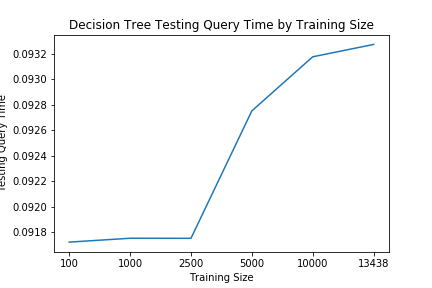 Decision Tree Testing Query Time by Training Size
Testing Query Time
0.0932
0.0930
0.0928
0.0926
0.0924
0.0922
0.0920
0.0918
100 1000 2500 5000 10000 13438
Training Size